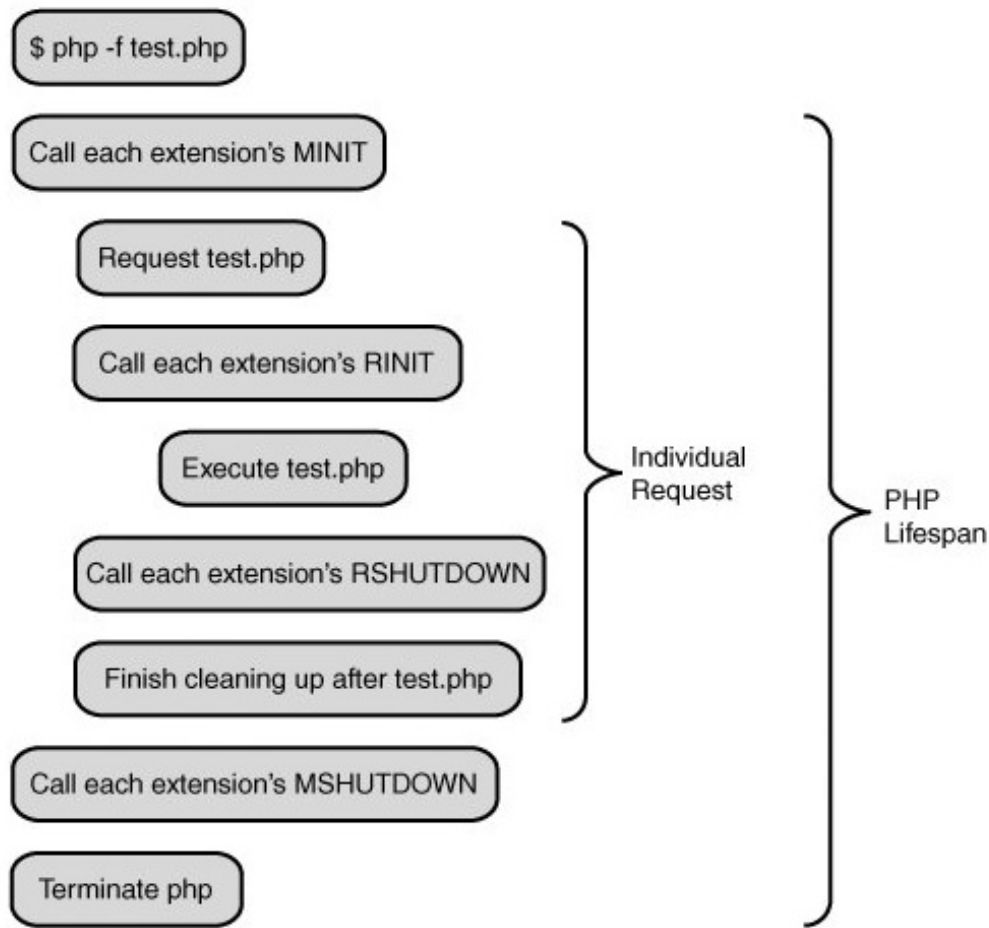 $ php -f test.php
Call each extension’s MINIT
Request test.php
Call each extension’s RINIT
Execute test.php
Individual
Request
PHP
Lifespan
Call each extension’s RSHUTDOWN
Finish cleaning up after test.php
Call each extension’s MSHUTDOWN
Terminate php